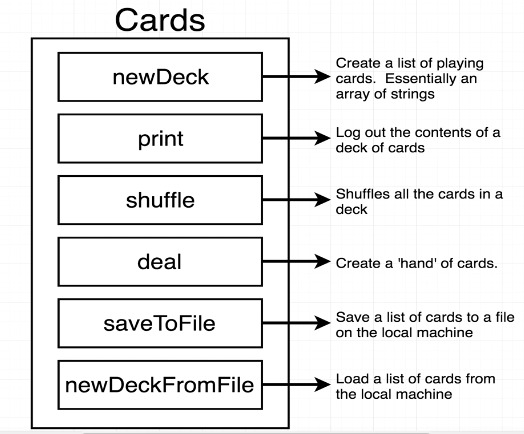 Cards
newDeck
Create a list of playing
cards.  Essentially an
array of strings
print
Log out the contents of a
deck of cards
shuffle
Shuffles all the cards in a
deck
deal
Create a 'hand' of cards.
saveToFile
Save a list of cards to a file
on the local machine
newDeckFromFile
Load a list of cards from
the local machine